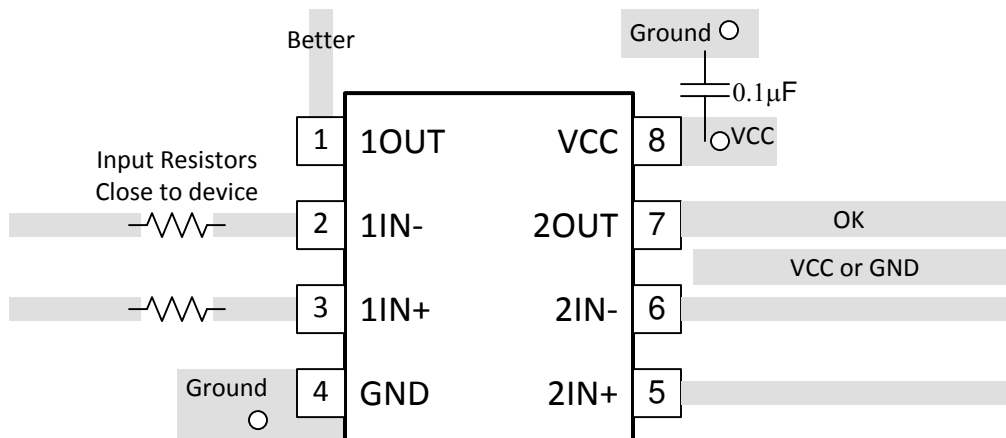 Better
Ground
0.1μF
1 1OUT VCC 8 VCC
Input Resistors
Close to device
2 1IN- 2OUT 7 OK
VCC or GND
3 1IN+ 2IN- 6
Ground
4 GND 2IN+ 5